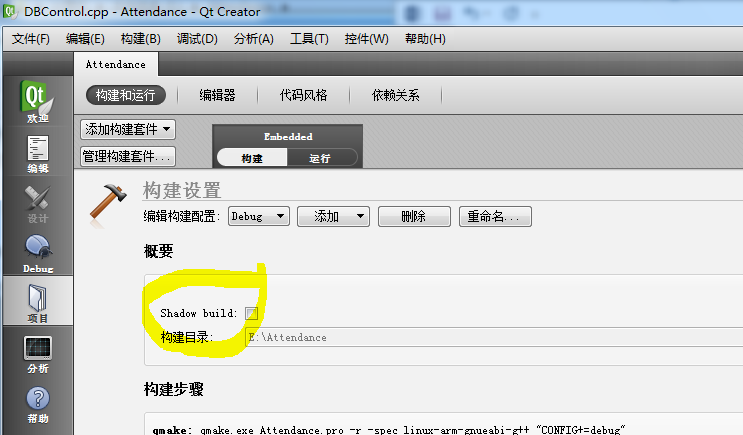 DBControl.cpp - Attendance - Qt Creator
文件(F) 编辑(E) 构建(B) 调试(D) 分析(A) 工具(T) 控件(W) 帮助(H)
Attendance
构建和运行 编辑器 代码风格 依赖关系
Qt
欢迎
编辑
设计
Debug
项目
分析
帮助
添加构建套件
管理构建套件...
Embedded
构建 运行
构建设置
编辑构建配置: Debug 添加 删除 重命名...
概要
Shadow build:
构建目录: E:\Attendance
构建步骤
qmake: qmake.exe Attendance.pro -r -spec linux-arm-gnueabi-g++ "CONFIG+=debug"